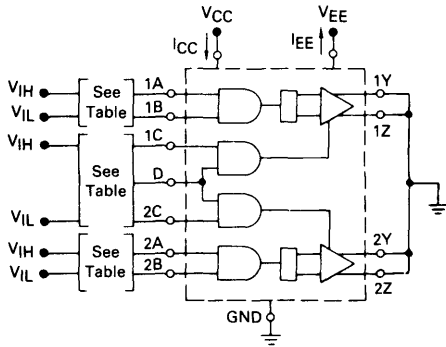 VCC
VEE
ICC
IEE
VIH
VIL
See
Table
1A
1B
1Y
1Z
VIH
VIL
See
Table
1C
D
2C
VIH
VIL
See
Table
2A
2B
2Y
2Z
GND